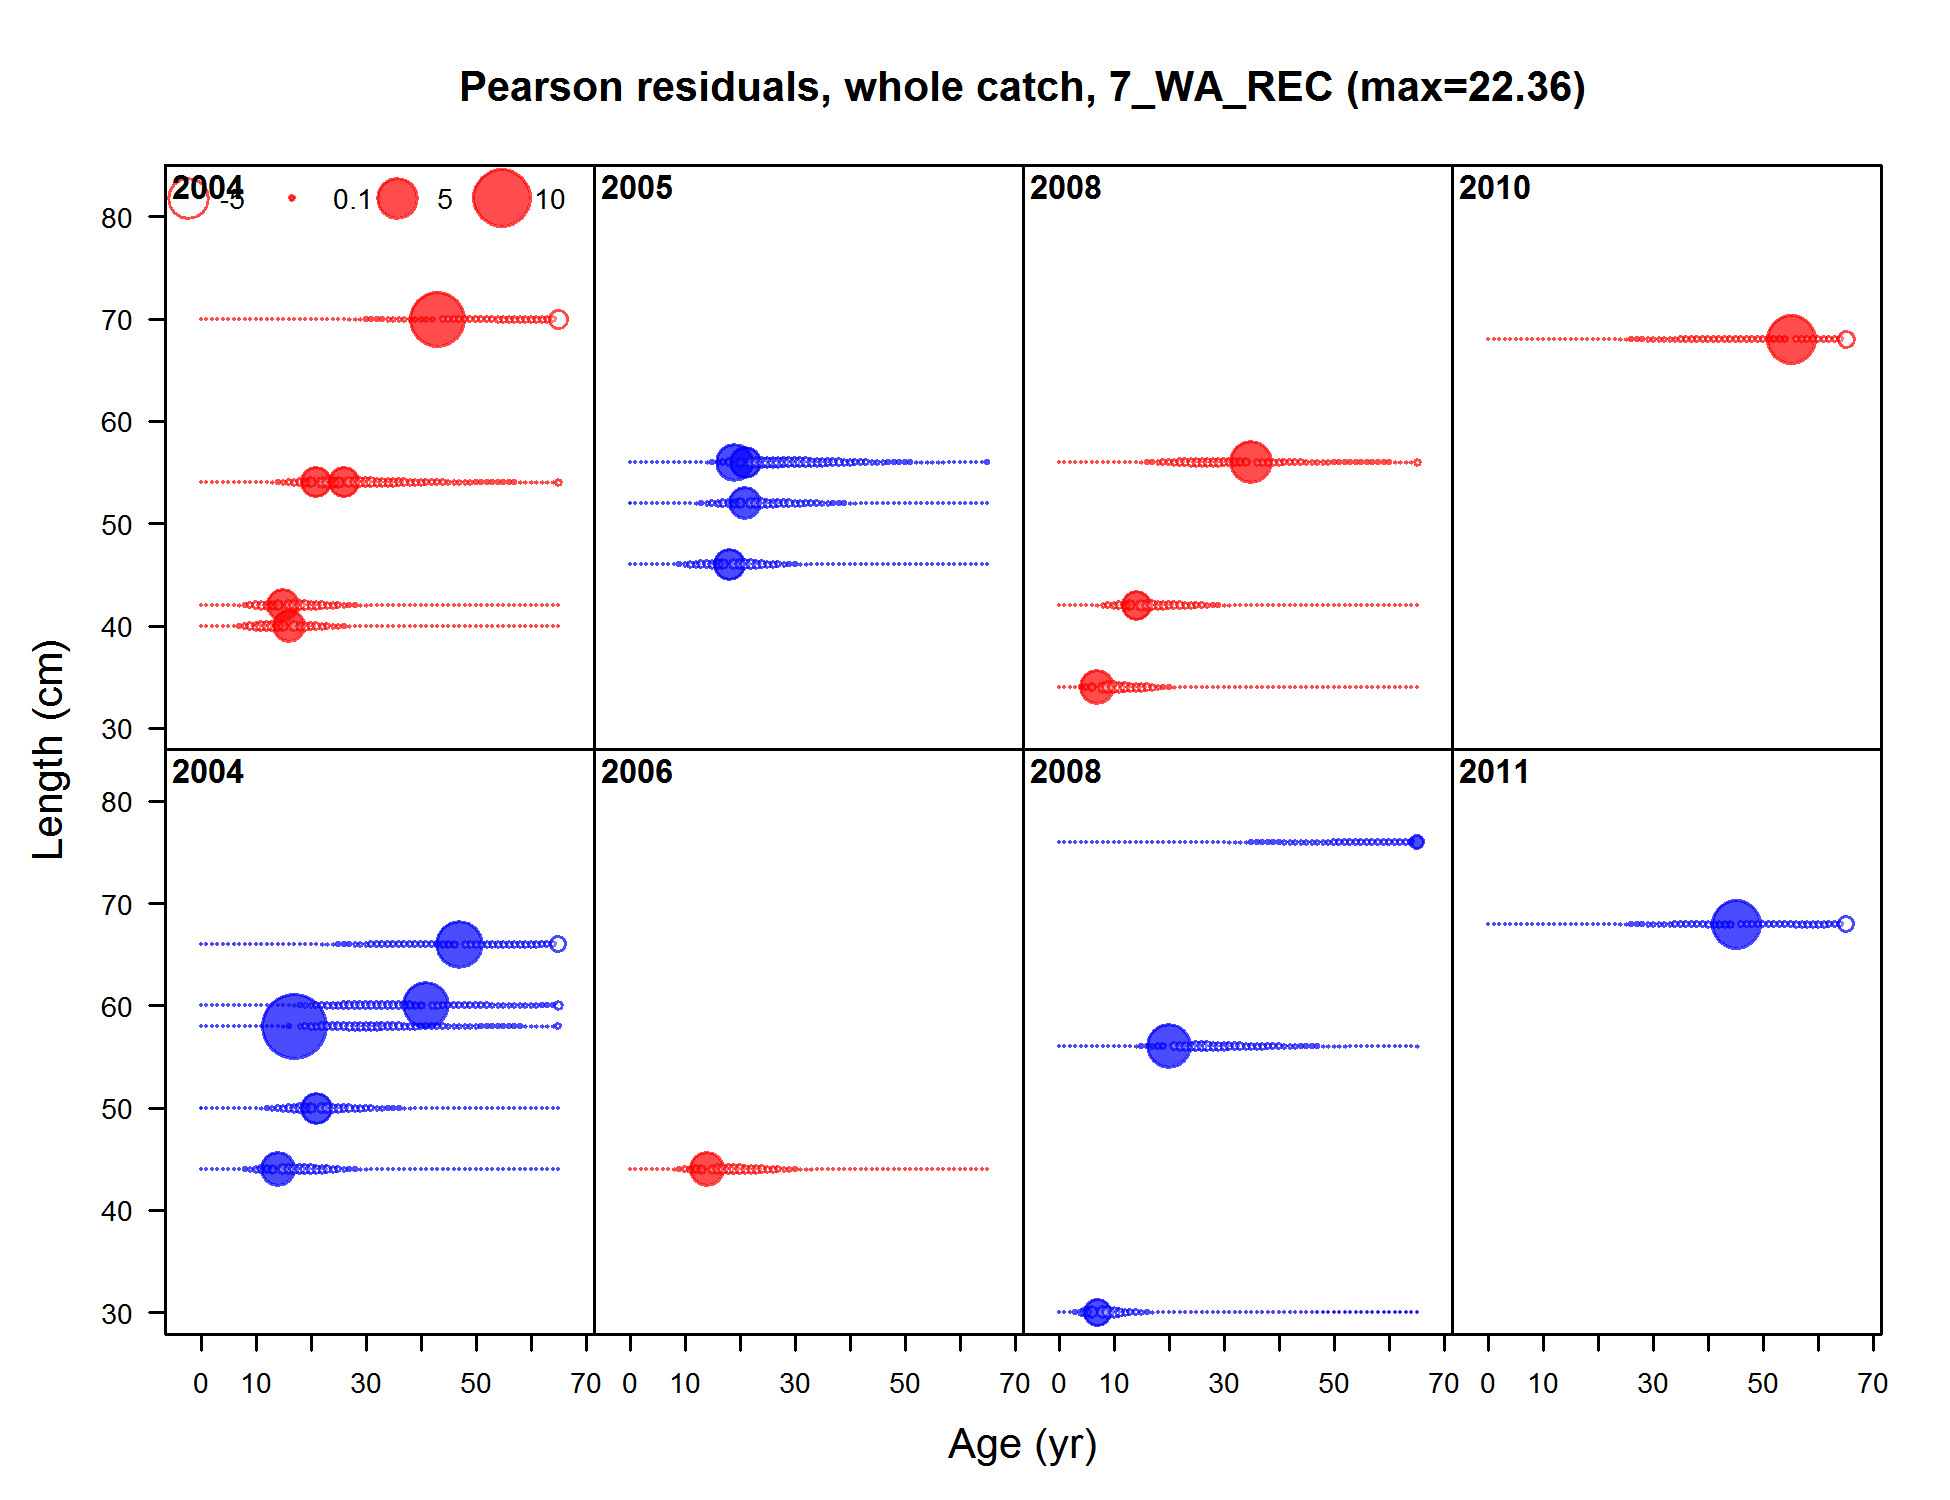 Pearson residuals, whole catch, 7_WA_REC (max=22.36)
2004 2005 2008 2010
-5 0.1 5 10
80
70
60
50
40
30
2004 2006 2008 2011
80
70
60
50
40
30
Length (cm)
0 10 30 50 70 0 10 30 50 70 0 10 30 50 70 0 10 30 50 70
Age (yr)